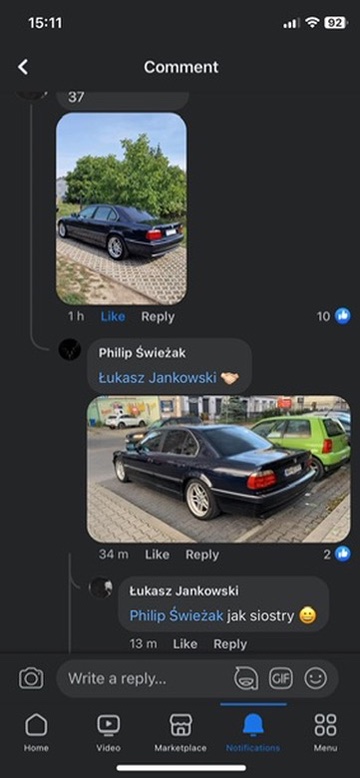 15:11
92
Comment
37
1 h Like Reply 10
Philip Świeżak
Łukasz Jankowski
34 m Like Reply 2
Łukasz Jankowski
Philip Świeżak jak siostry
13 m Like Reply
Write a reply...
GIF
Home Video Marketplace Notifications Menu